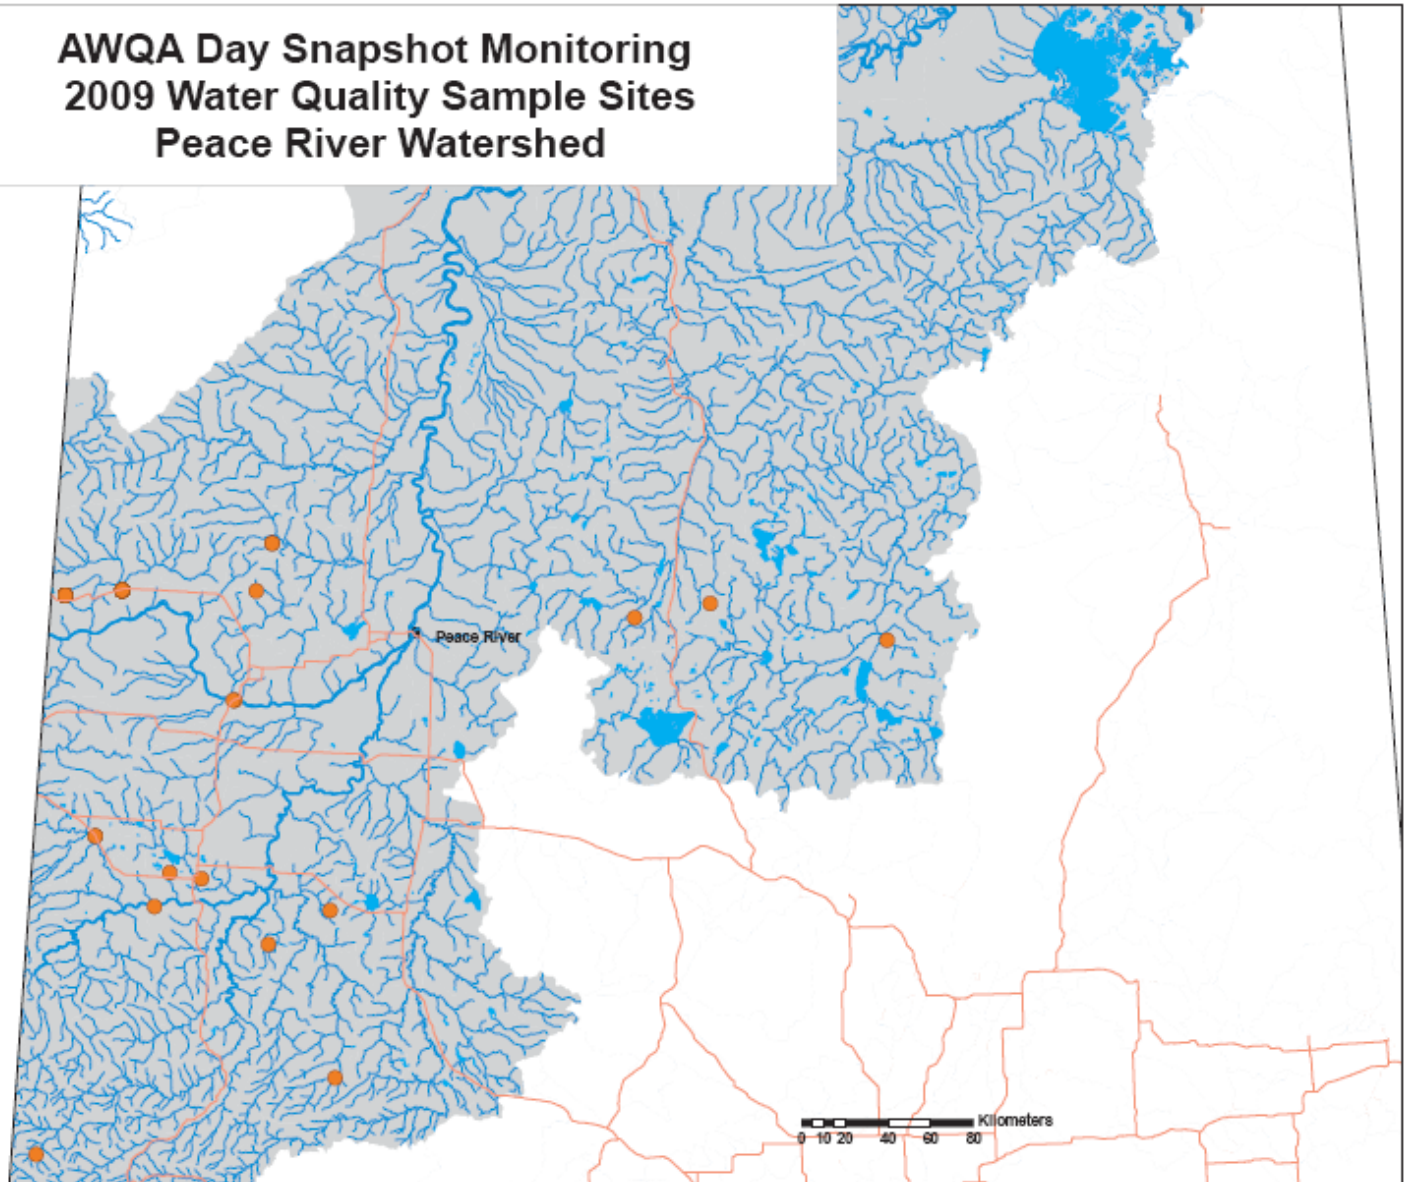 AWQA Day Snapshot Monitoring
2009 Water Quality Sample Sites
Peace River Watershed
Peace River
Kilometers
0 10 20 40 60 80